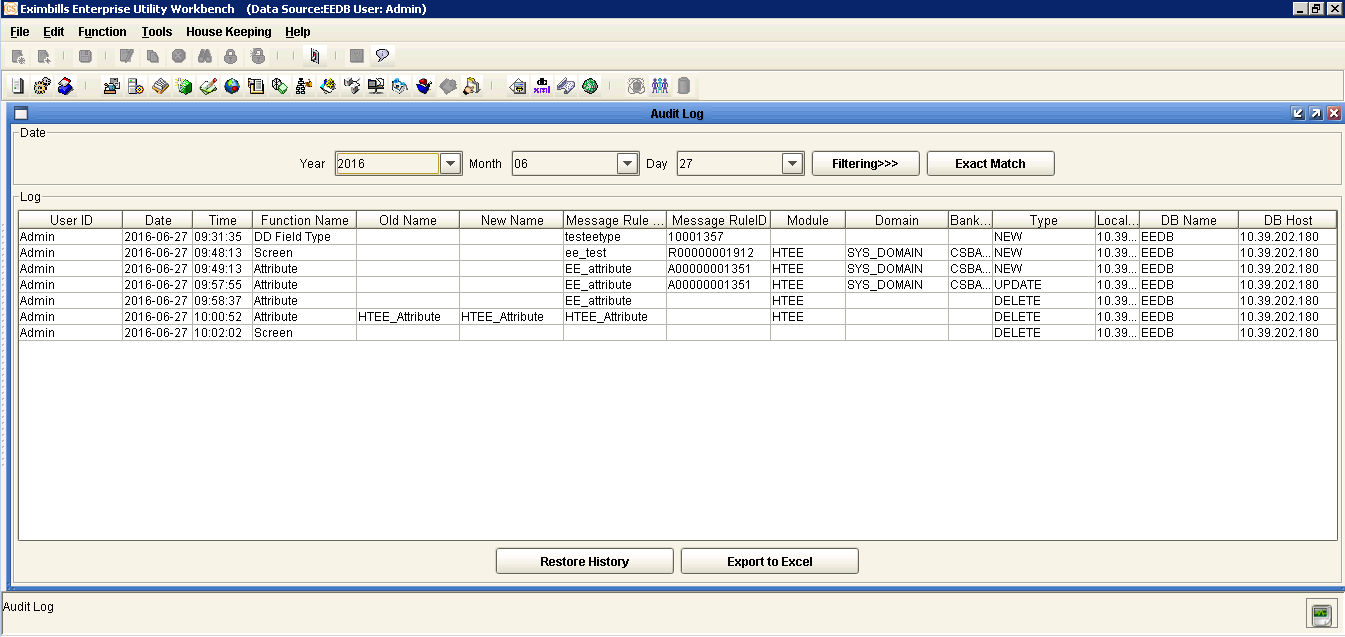 Eximbills Enterprise Utility Workbench (Data Source:EEDB User: Admin)
File Edit Function Tools House Keeping Help
Audit Log
Date
Year 2016 Month 06 Day 27 Filtering>>> Exact Match
Log
User ID Date Time Function Name Old Name New Name Message Rule ... Message RuleID Module Domain Bank... Type Local... DB Name DB Host
Admin 2016-06-27 09:31:35 DD Field Type testeetype 10001357 NEW 10.39... EEDB 10.39.202.180
Admin 2016-06-27 09:48:13 Screen ee_test R00000001912 HTEE SYS_DOMAIN CSBA... NEW 10.39... EEDB 10.39.202.180
Admin 2016-06-27 09:49:13 Attribute EE_attribute A00000001351 HTEE SYS_DOMAIN CSBA... NEW 10.39... EEDB 10.39.202.180
Admin 2016-06-27 09:57:55 Attribute EE_attribute A00000001351 HTEE SYS_DOMAIN CSBA... UPDATE 10.39... EEDB 10.39.202.180
Admin 2016-06-27 09:58:37 Attribute EE_attribute HTEE DELETE 10.39... EEDB 10.39.202.180
Admin 2016-06-27 10:00:52 Attribute HTEE_Attribute HTEE_Attribute HTEE_Attribute HTEE DELETE 10.39... EEDB 10.39.202.180
Admin 2016-06-27 10:02:02 Screen DELETE 10.39... EEDB 10.39.202.180
Restore History Export to Excel
Audit Log